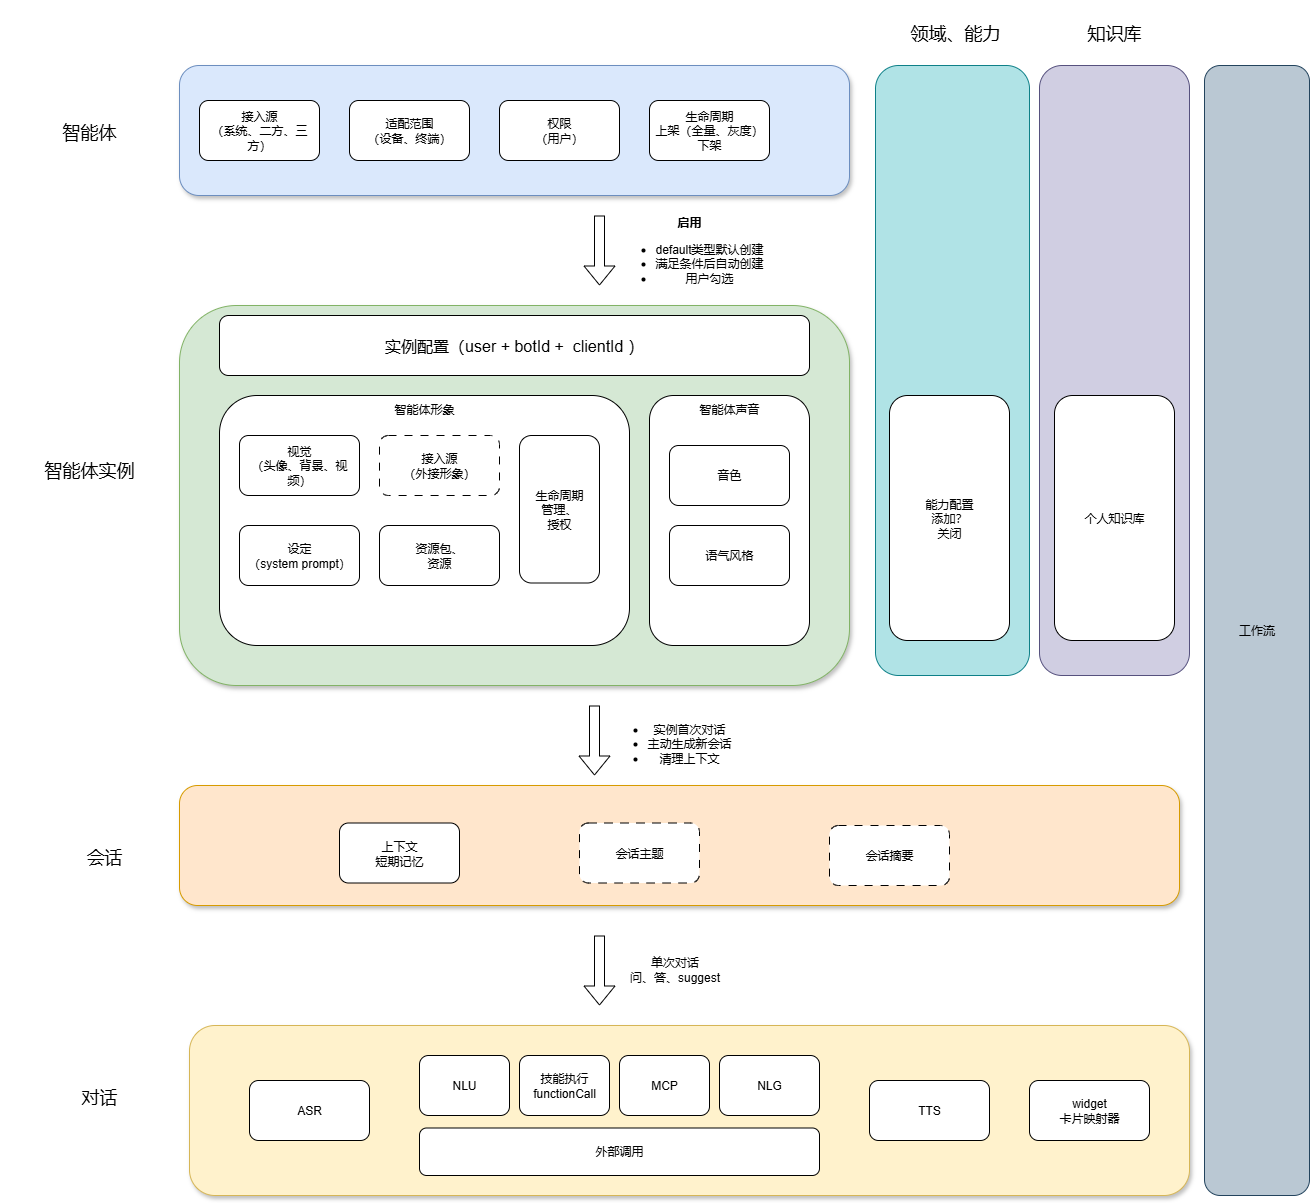 领域、能力
知识库
智能体
接入源
（系统、二方、三
方）
适配范围
（设备、终端）
权限
（用户）
生命周期
上架（全量、灰度）
下架
启用
default类型默认创建
满足条件后自动创建
用户勾选
智能体实例
实例配置（user + botId + clientId ）
智能体形象
视觉
（头像、背景、视
频）
接入源
（外接形象）
生命周期
管理、
授权
设定
（system prompt）
资源包、
资源
智能体声音
音色
语气风格
能力配置
添加?
关闭
个人知识库
工作流
实例首次对话
主动生成新会话
清理上下文
会话
上下文
短期记忆
会话主题
会话摘要
单次对话
问、答、suggest
对话
ASR
NLU
技能执行
functionCall
MCP
NLG
外部调用
TTS
widget
卡片映射器